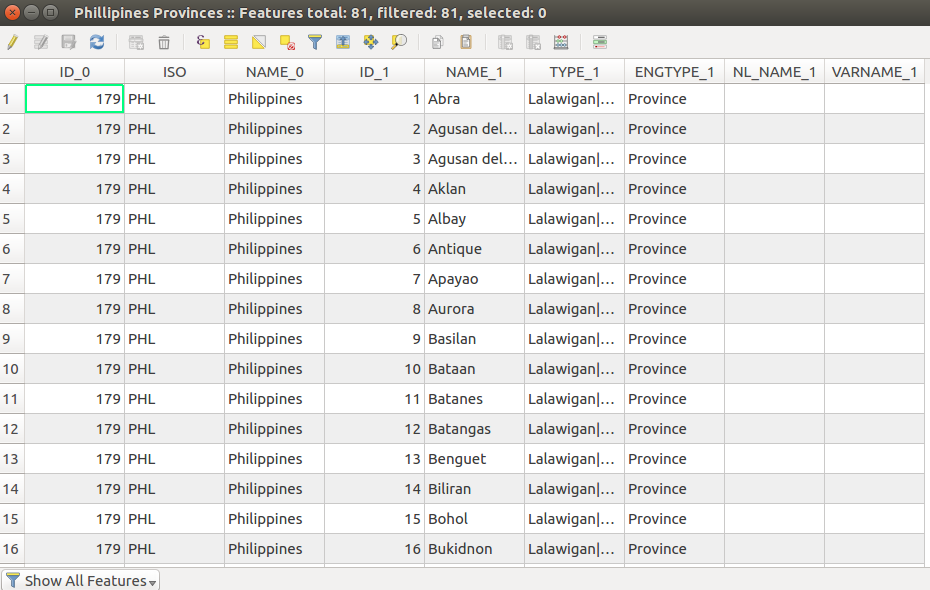 Phillipines Provinces :: Features total: 81, filtered: 81, selected: 0
ID_0 ISO NAME_0 ID_1 NAME_1 TYPE_1 ENGTYPE_1 NL_NAME_1 VARNAME_1
1 179 PHL Philippines 1 Abra Lalawigan|... Province
2 179 PHL Philippines 2 Agusan del... Lalawigan|... Province
3 179 PHL Philippines 3 Agusan del... Lalawigan|... Province
4 179 PHL Philippines 4 Aklan Lalawigan|... Province
5 179 PHL Philippines 5 Albay Lalawigan|... Province
6 179 PHL Philippines 6 Antique Lalawigan|... Province
7 179 PHL Philippines 7 Apayao Lalawigan|... Province
8 179 PHL Philippines 8 Aurora Lalawigan|... Province
9 179 PHL Philippines 9 Basilan Lalawigan|... Province
10 179 PHL Philippines 10 Bataan Lalawigan|... Province
11 179 PHL Philippines 11 Batanes Lalawigan|... Province
12 179 PHL Philippines 12 Batangas Lalawigan|... Province
13 179 PHL Philippines 13 Benguet Lalawigan|... Province
14 179 PHL Philippines 14 Biliran Lalawigan|... Province
15 179 PHL Philippines 15 Bohol Lalawigan|... Province
16 179 PHL Philippines 16 Bukidnon Lalawigan|... Province
Show All Features